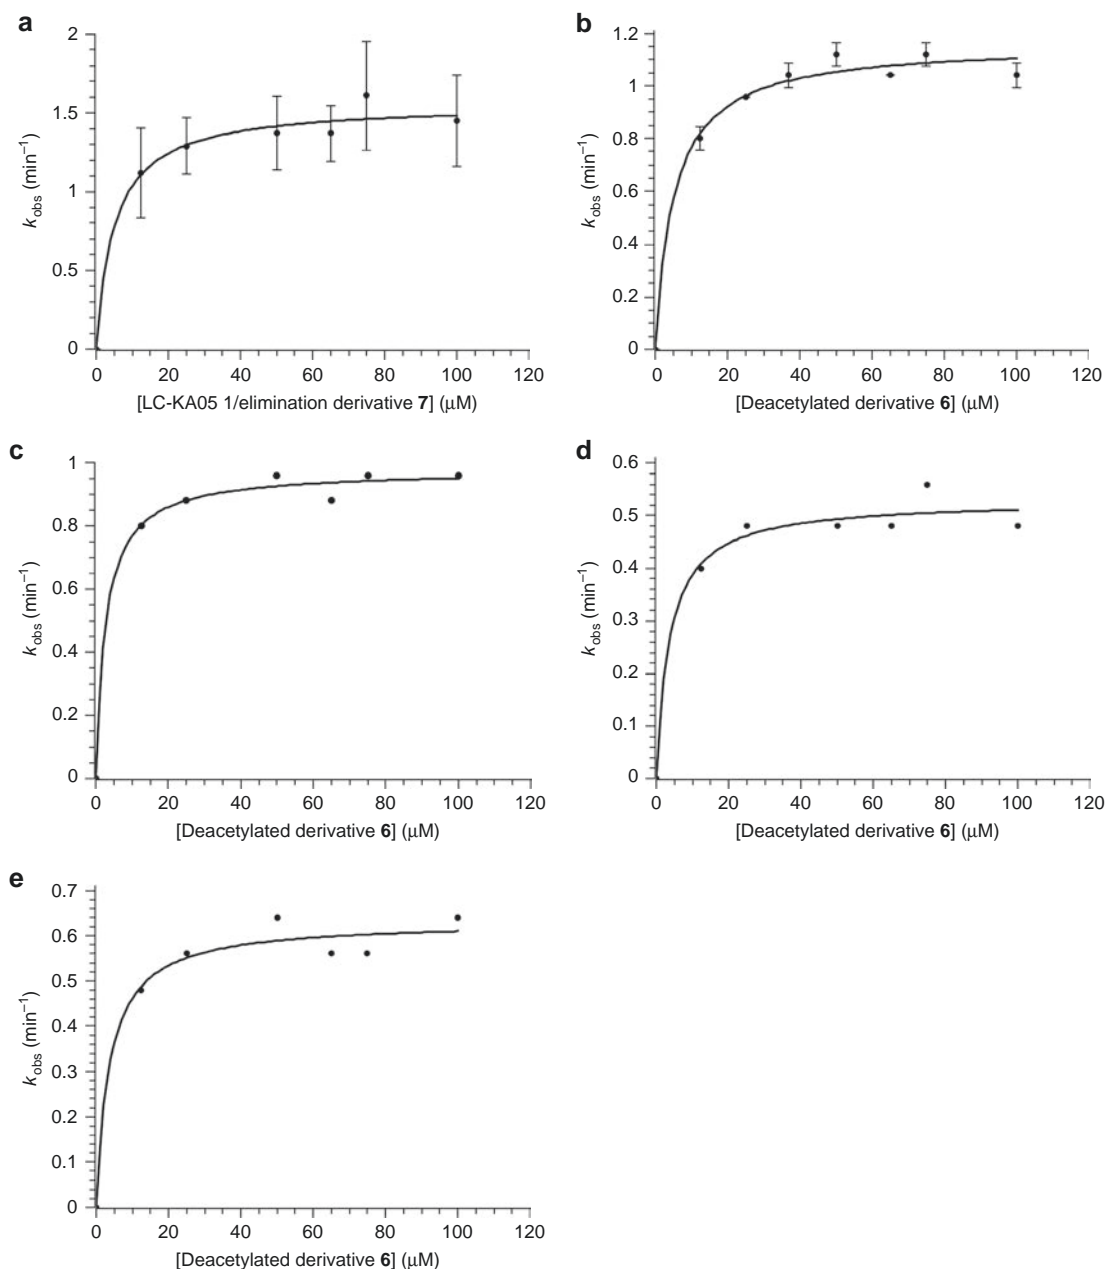 a
2
1.5
1
0.5
0
k_obs (min⁻¹)
0 20 40 60 80 100 120
[LC-KA05 1/elimination derivative 7] (μM)
b
1.2
1
0.8
0.6
0.4
0.2
0
k_obs (min⁻¹)
0 20 40 60 80 100 120
[Deacetylated derivative 6] (μM)
c
1
0.8
0.6
0.4
0.2
0
k_obs (min⁻¹)
0 20 40 60 80 100 120
[Deacetylated derivative 6] (μM)
d
0.6
0.5
0.4
0.3
0.2
0.1
0
k_obs (min⁻¹)
0 20 40 60 80 100 120
[Deacetylated derivative 6] (μM)
e
0.7
0.6
0.5
0.4
0.3
0.2
0.1
0
k_obs (min⁻¹)
0 20 40 60 80 100 120
[Deacetylated derivative 6] (μM)